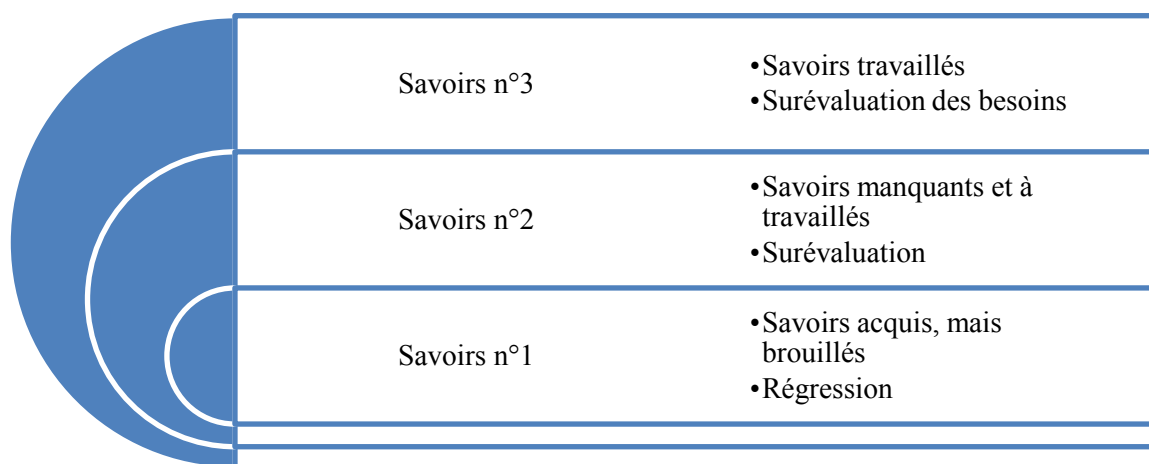 Savoirs n°3
•Savoirs travaillés
•Surévaluation des besoins
Savoirs n°2
•Savoirs manquants et à
travaillés
•Surévaluation
Savoirs n°1
•Savoirs acquis, mais
brouillés
•Régression